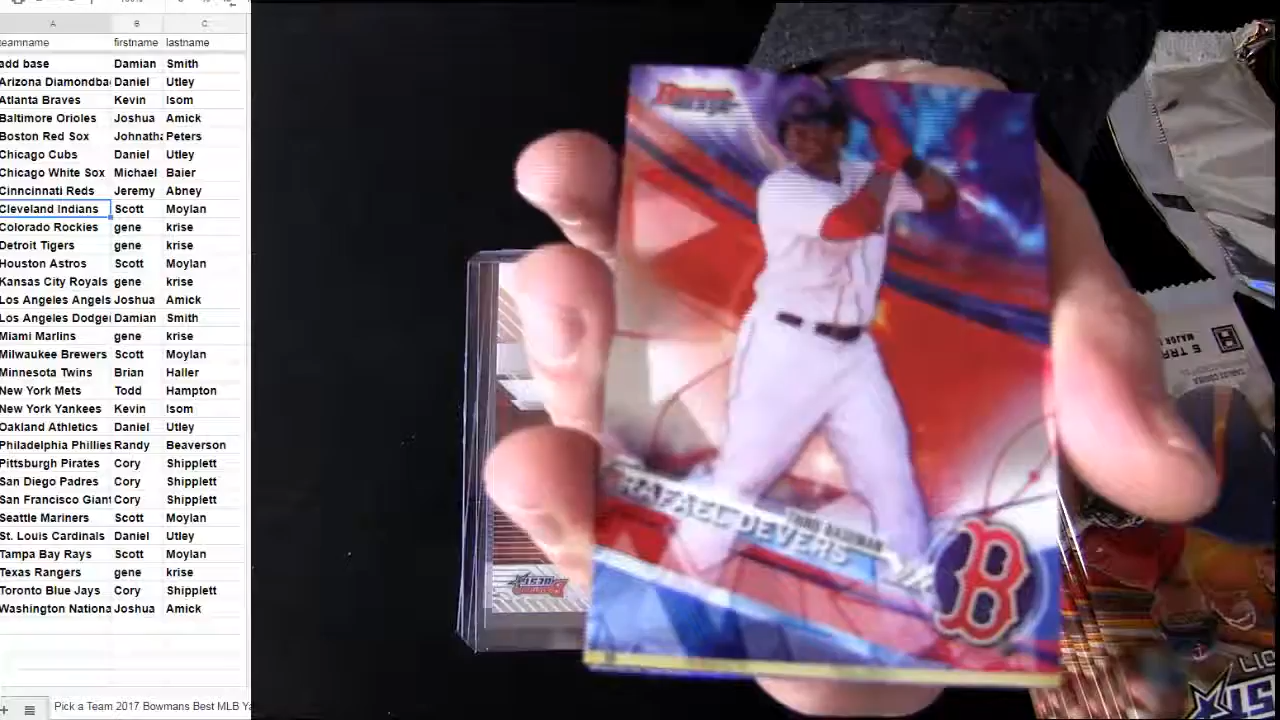 A B C
teamname firstname lastname
add base Damian Smith
Arizona Diamondba Daniel Utley
Atlanta Braves Kevin Isom
Baltimore Orioles Joshua Amick
Boston Red Sox Johnatha Peters
Chicago Cubs Daniel Utley
Chicago White Sox Michael Baier
Cinncinnati Reds Jeremy Abney
Cleveland Indians Scott Moylan
Colorado Rockies gene krise
Detroit Tigers gene krise
Houston Astros Scott Moylan
Kansas City Royals gene krise
Los Angeles Angels Joshua Amick
Los Angeles Dodger Damian Smith
Miami Marlins gene krise
Milwaukee Brewers Scott Moylan
Minnesota Twins Brian Haller
New York Mets Todd Hampton
New York Yankees Kevin Isom
Oakland Athletics Daniel Utley
Philadelphia Phillies Randy Beaverson
Pittsburgh Pirates Cory Shipplett
San Diego Padres Cory Shipplett
San Francisco Giant Cory Shipplett
Seattle Mariners Scott Moylan
St. Louis Cardinals Daniel Utley
Tampa Bay Rays Scott Moylan
Texas Rangers gene krise
Toronto Blue Jays Cory Shipplett
Washington Nationa Joshua Amick
Pick a Team 2017 Bowmans Best MLB Ya
RAFAEL DEVERS
THIRD BASEMAN
B